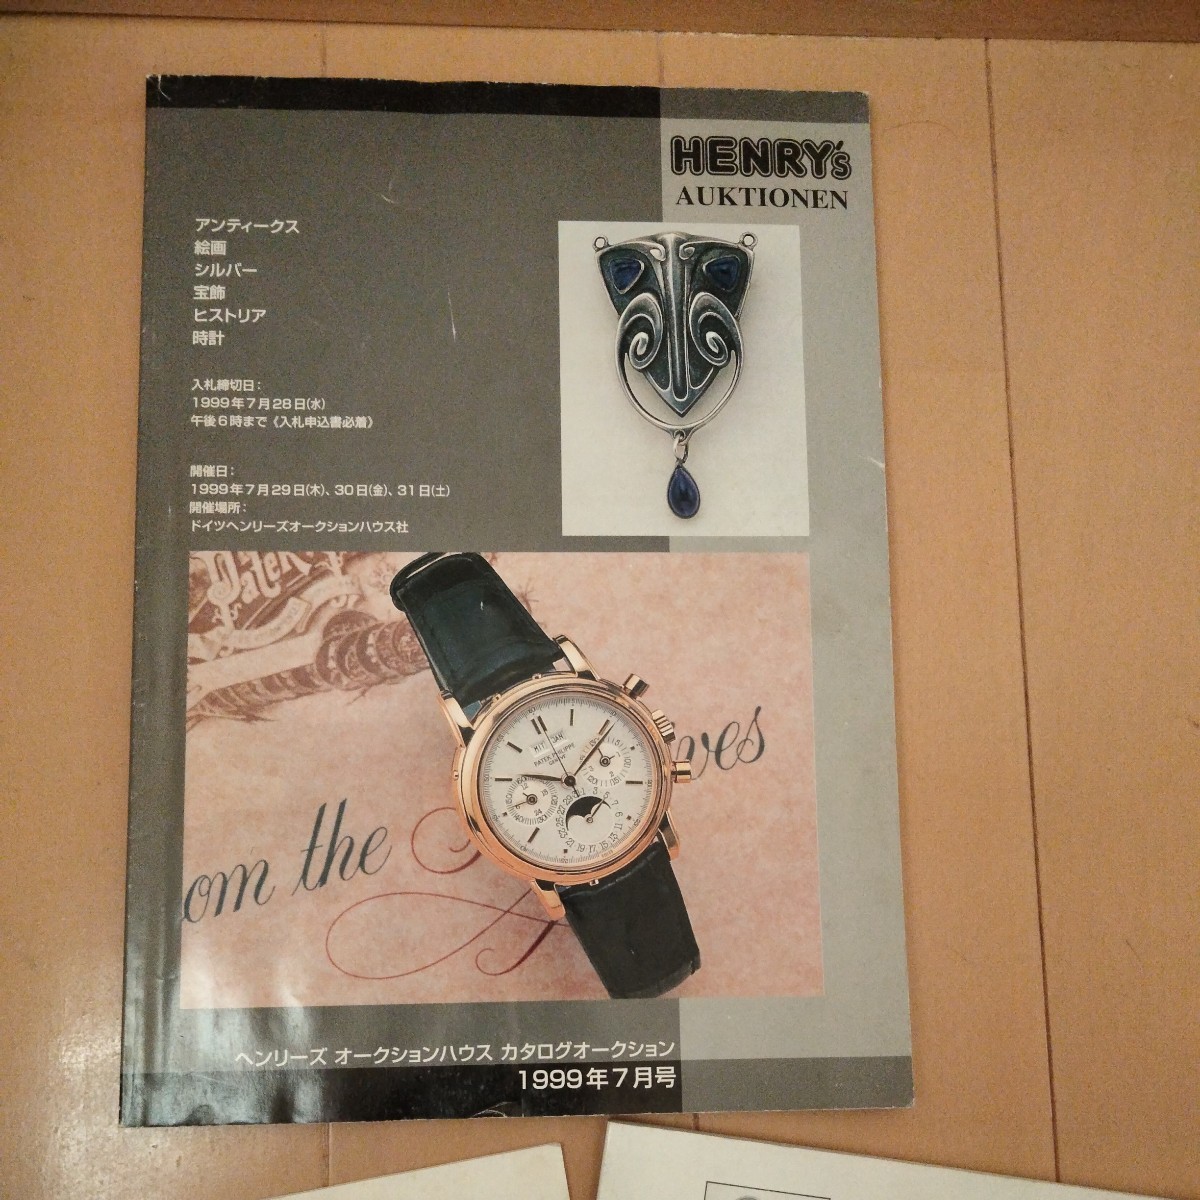 HENRY's
AUKTIONEN
アンティークス
絵画
シルバー
宝飾
ヒストリア
時計
入札締切日:
1999年7月28日(水)
午後6時まで《入札申込書必着》
開催日:
1999年7月29日(木)、30日(金)、31日(土)
開催場所:
ドイツヘンリーズオークションハウス社
Patek
om the
ves
PATEK PHILIPPE
GENEVE
ヘンリーズ オークションハウス カタログオークション
1999年7月号